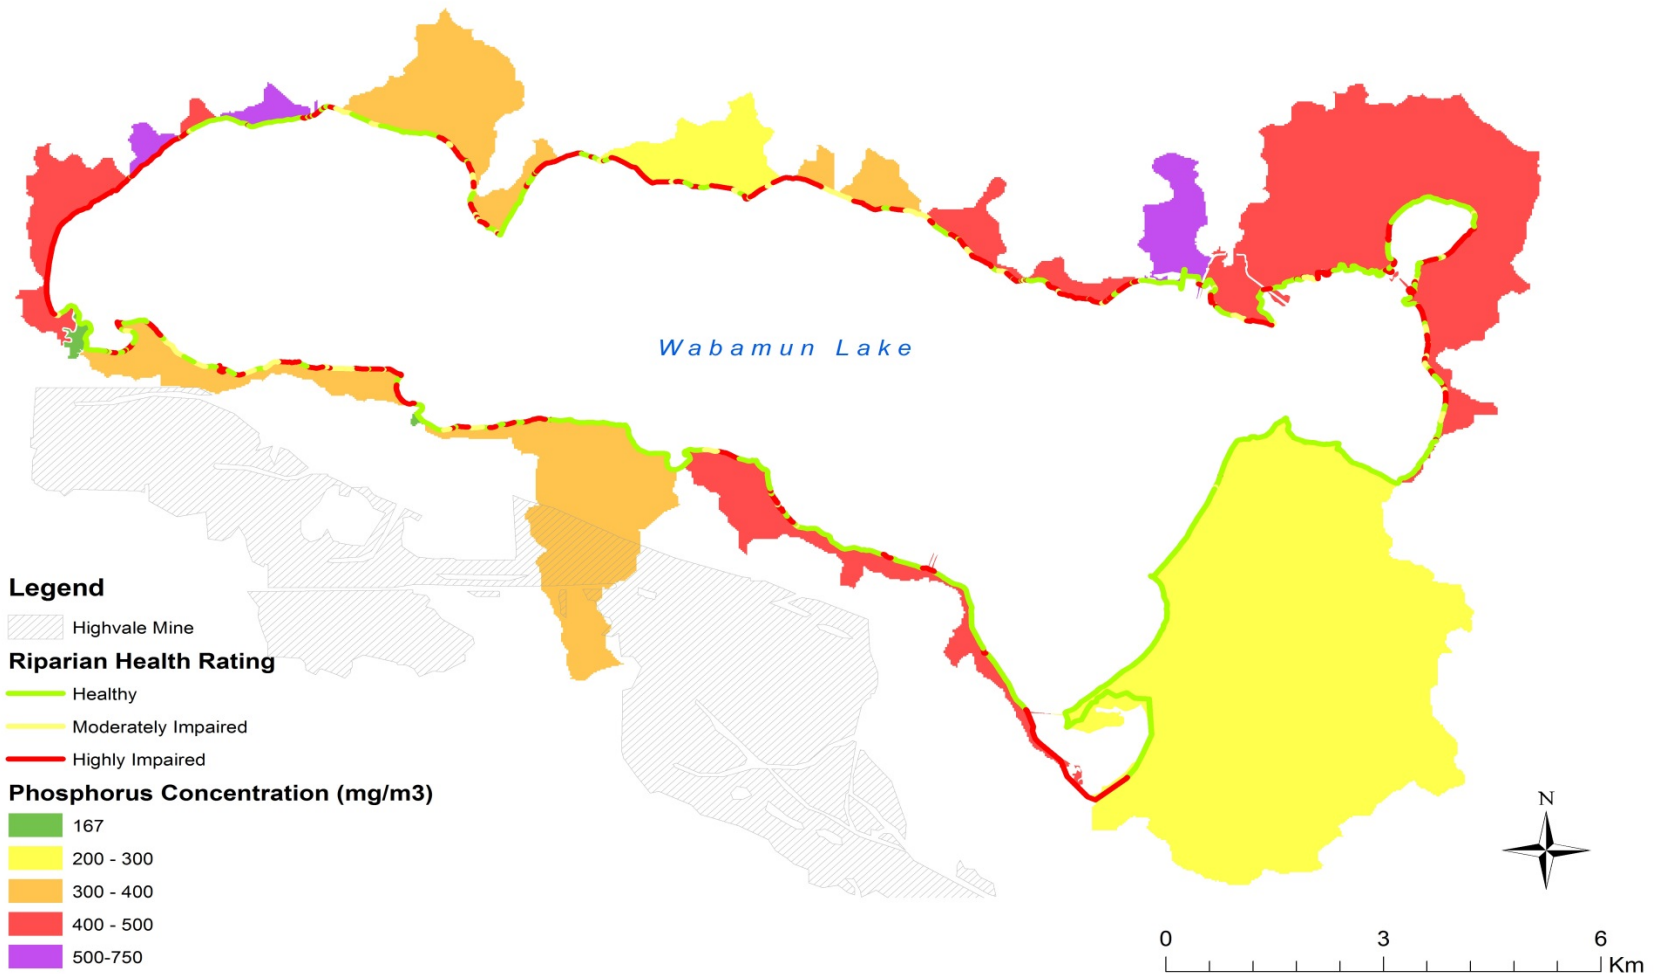 Wabamun Lake
Legend
Highvale Mine
Riparian Health Rating
Healthy
Moderately Impaired
Highly Impaired
Phosphorus Concentration (mg/m3)
167
200 - 300
300 - 400
400 - 500
500-750
N
0 3 6
Km